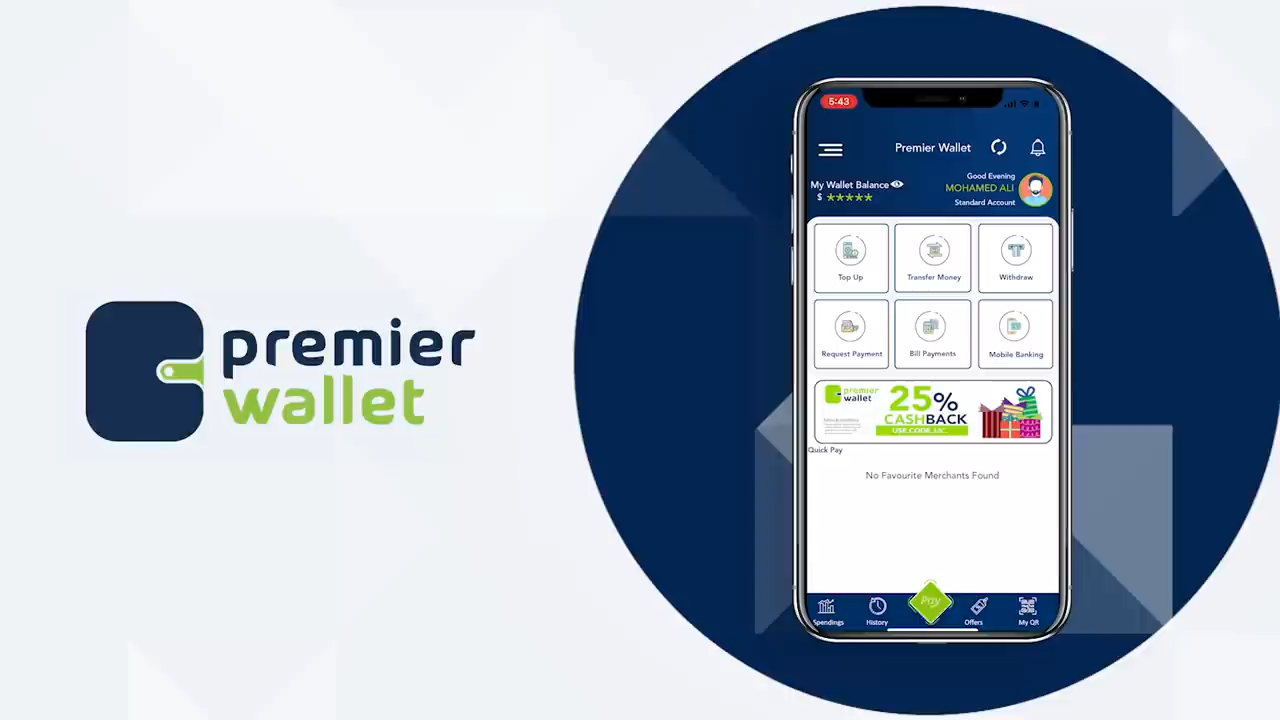 premier
wallet
5:43
Premier Wallet
My Wallet Balance
$ *****
Good Evening
MOHAMED ALI
Standard Account
Top Up
Transfer Money
Withdraw
Request Payment
Bill Payments
Mobile Banking
premier
wallet
25%
CASHBACK
USE CODE
Quick Pay
No Favourite Merchants Found
Spendings
History
Pay
Offers
My QR